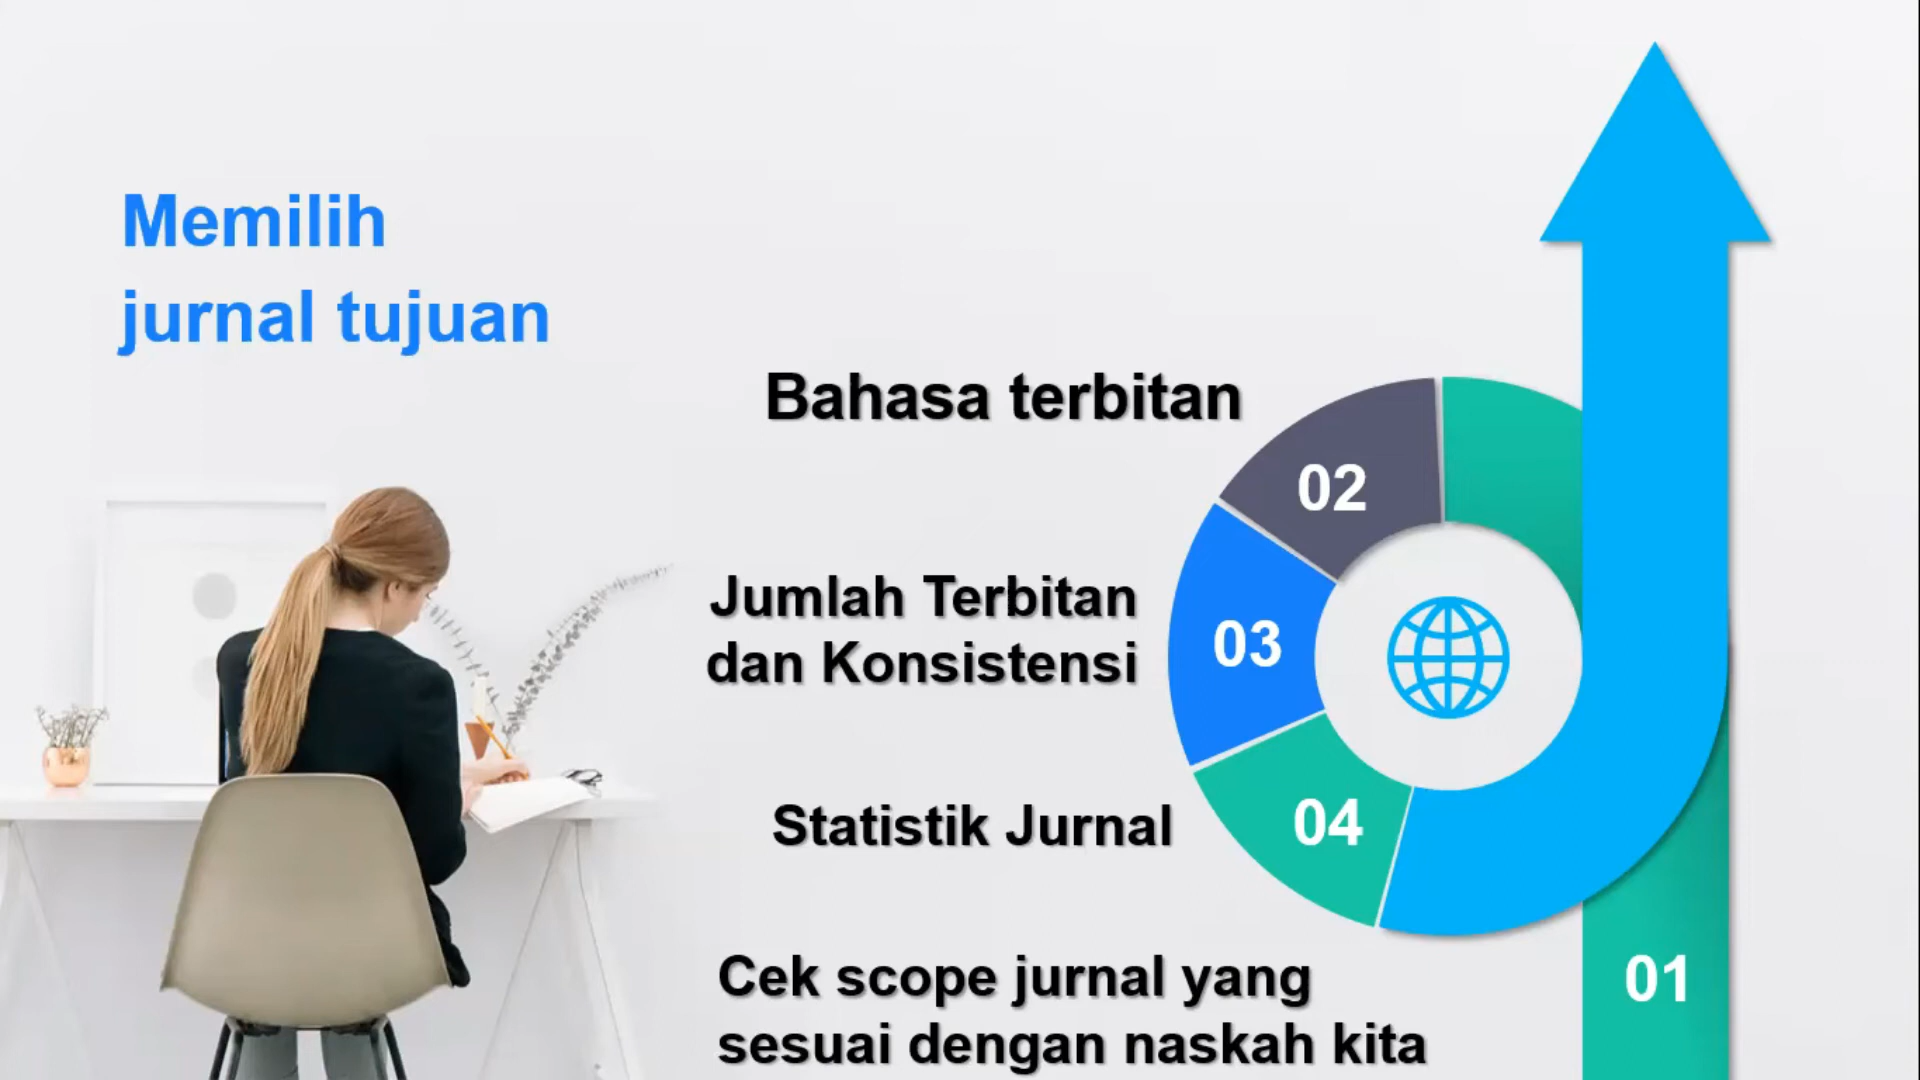 Memilih
jurnal tujuan
Bahasa terbitan
02
Jumlah Terbitan
dan Konsistensi
03
Statistik Jurnal
04
Cek scope jurnal yang
sesuai dengan naskah kita
01